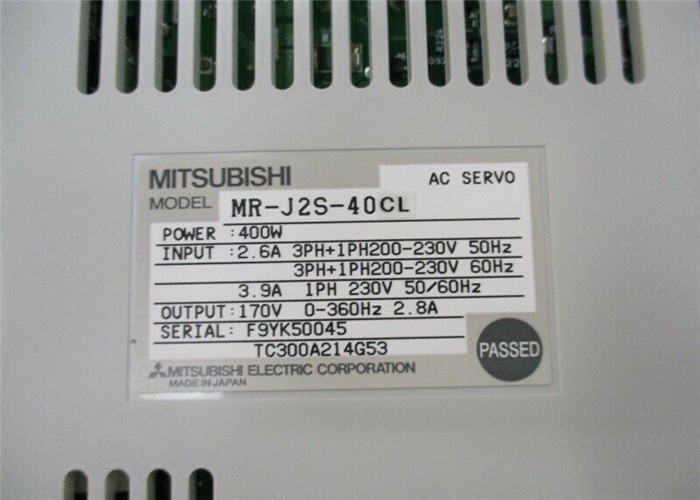 MITSUBISHI
AC SERVO
MODEL MR-J2S-40CL
POWER :400W
INPUT :2.6A 3PH+1PH200-230V 50Hz
3PH+1PH200-230V 60Hz
3.9A 1PH 230V 50/60Hz
OUTPUT:170V 0-360Hz 2.8A
SERIAL: F9YK50045
TC300A214G53
PASSED
MITSUBISHI ELECTRIC CORPORATION
MADE IN JAPAN